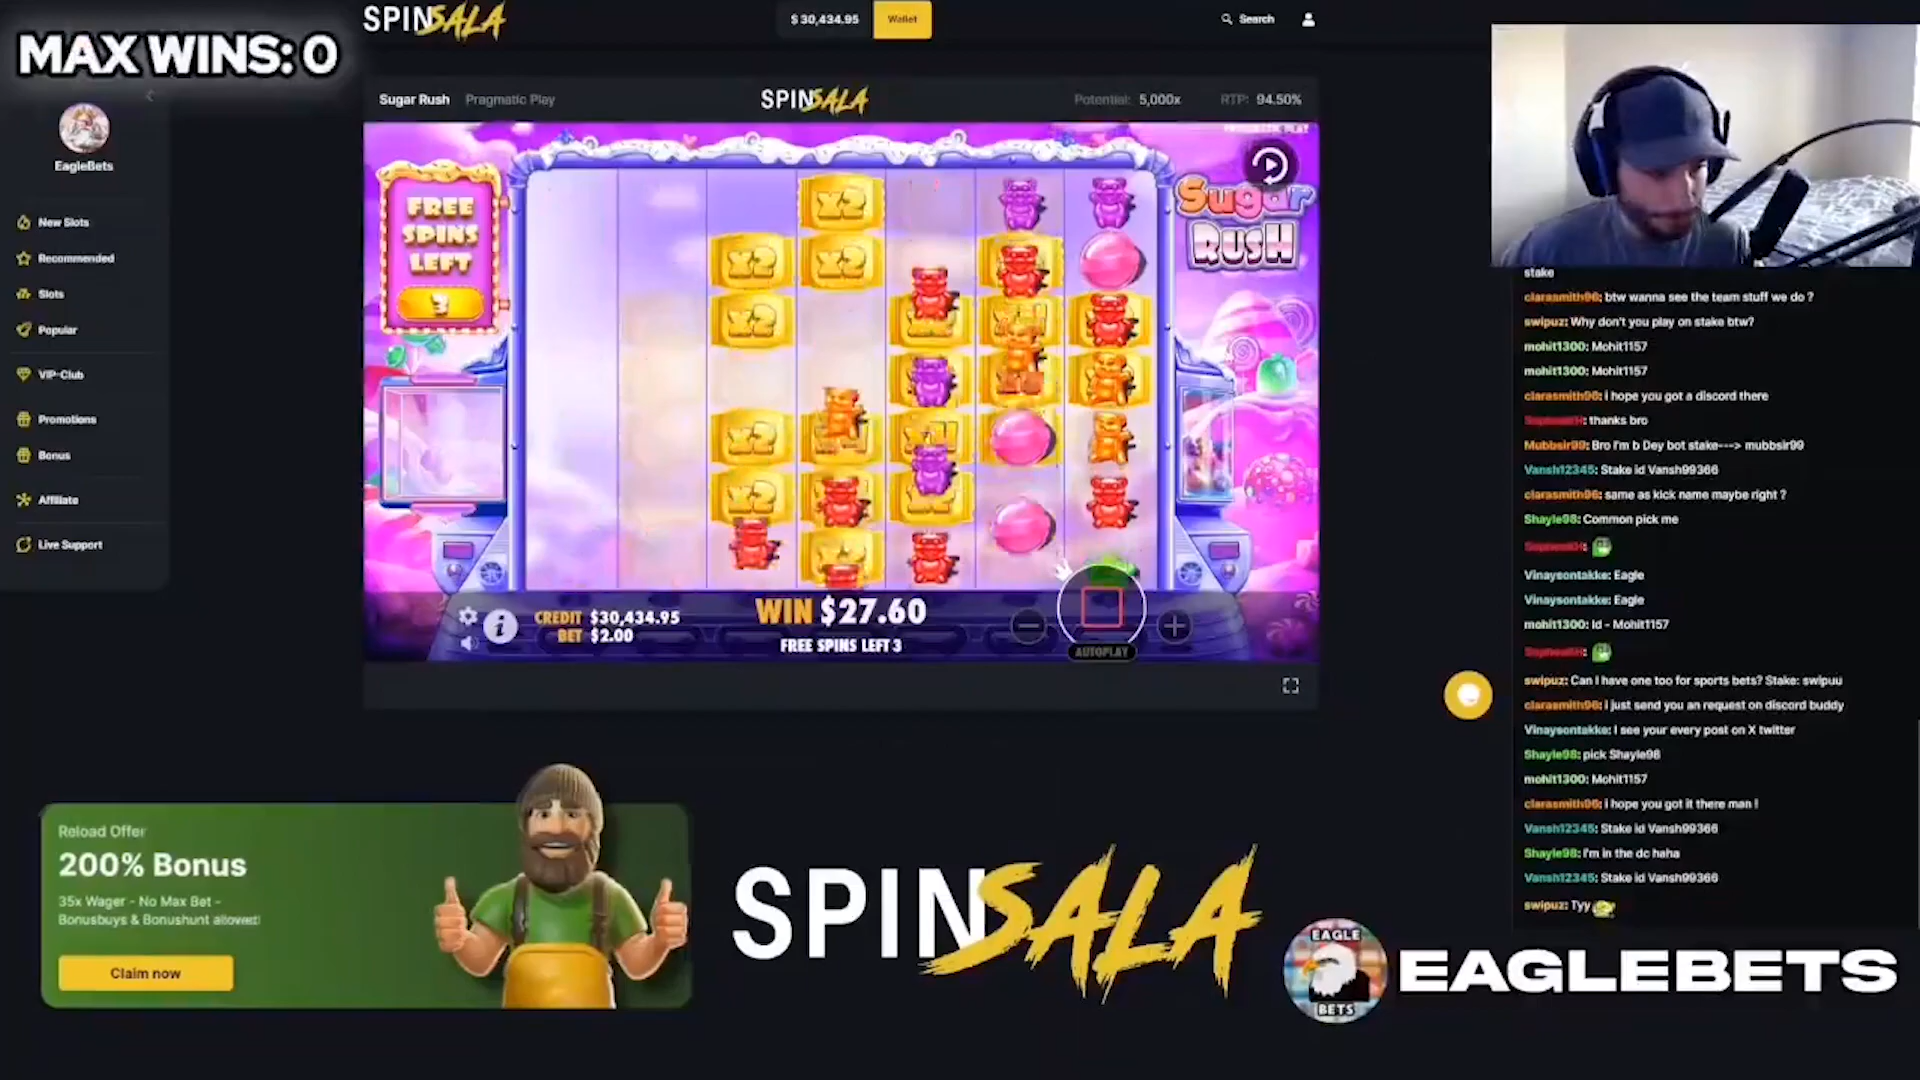 MAX WINS: 0
SPINSALA
$ 30,434.95
Wallet
Search
EagleBets
New Slots
Recommended
Slots
Popular
VIP-Club
Promotions
Bonus
Affiliate
Live Support
Sugar Rush
Pragmatic Play
SPINSALA
Potential: 5,000x
RTP: 94.50%
PRAGMATIC PLAY
FREE
SPINS
LEFT
3
Sugar
RUSH
x2
x2
x2
x2
x2
x2
CREDIT $30,434.95
BET $2.00
WIN $27.60
FREE SPINS LEFT 3
AUTOPLAY
stake
clarasmith96: btw wanna see the team stuff we do ?
swipuz: Why don't you play on stake btw?
mohit1300: Mohit1157
mohit1300: Mohit1157
clarasmith96: i hope you got a discord there
thanks bro
Mubbsir99: Bro I'm b Dey bot stake---> mubbsir99
Vansh12345: Stake id Vansh99366
clarasmith96: same as kick name maybe right ?
Shayle98: Common pick me
Vinaysontakke: Eagle
Vinaysontakke: Eagle
mohit1300: Id - Mohit1157
swipuz: Can I have one too for sports bets? Stake: swipuu
clarasmith96: i just send you an request on discord buddy
Vinaysontakke: I see your every post on X twitter
Shayle98: pick Shayle98
mohit1300: Mohit1157
clarasmith96: i hope you got it there man !
Vansh12345: Stake id Vansh99366
Shayle98: I'm in the dc haha
Vansh12345: Stake id Vansh99366
swipuz: Tyy
Reload Offer
200% Bonus
35x Wager - No Max Bet -
Bonusbuys & Bonushunt allowed!
Claim now
SPINSALA
EAGLE
BETS
EAGLEBETS